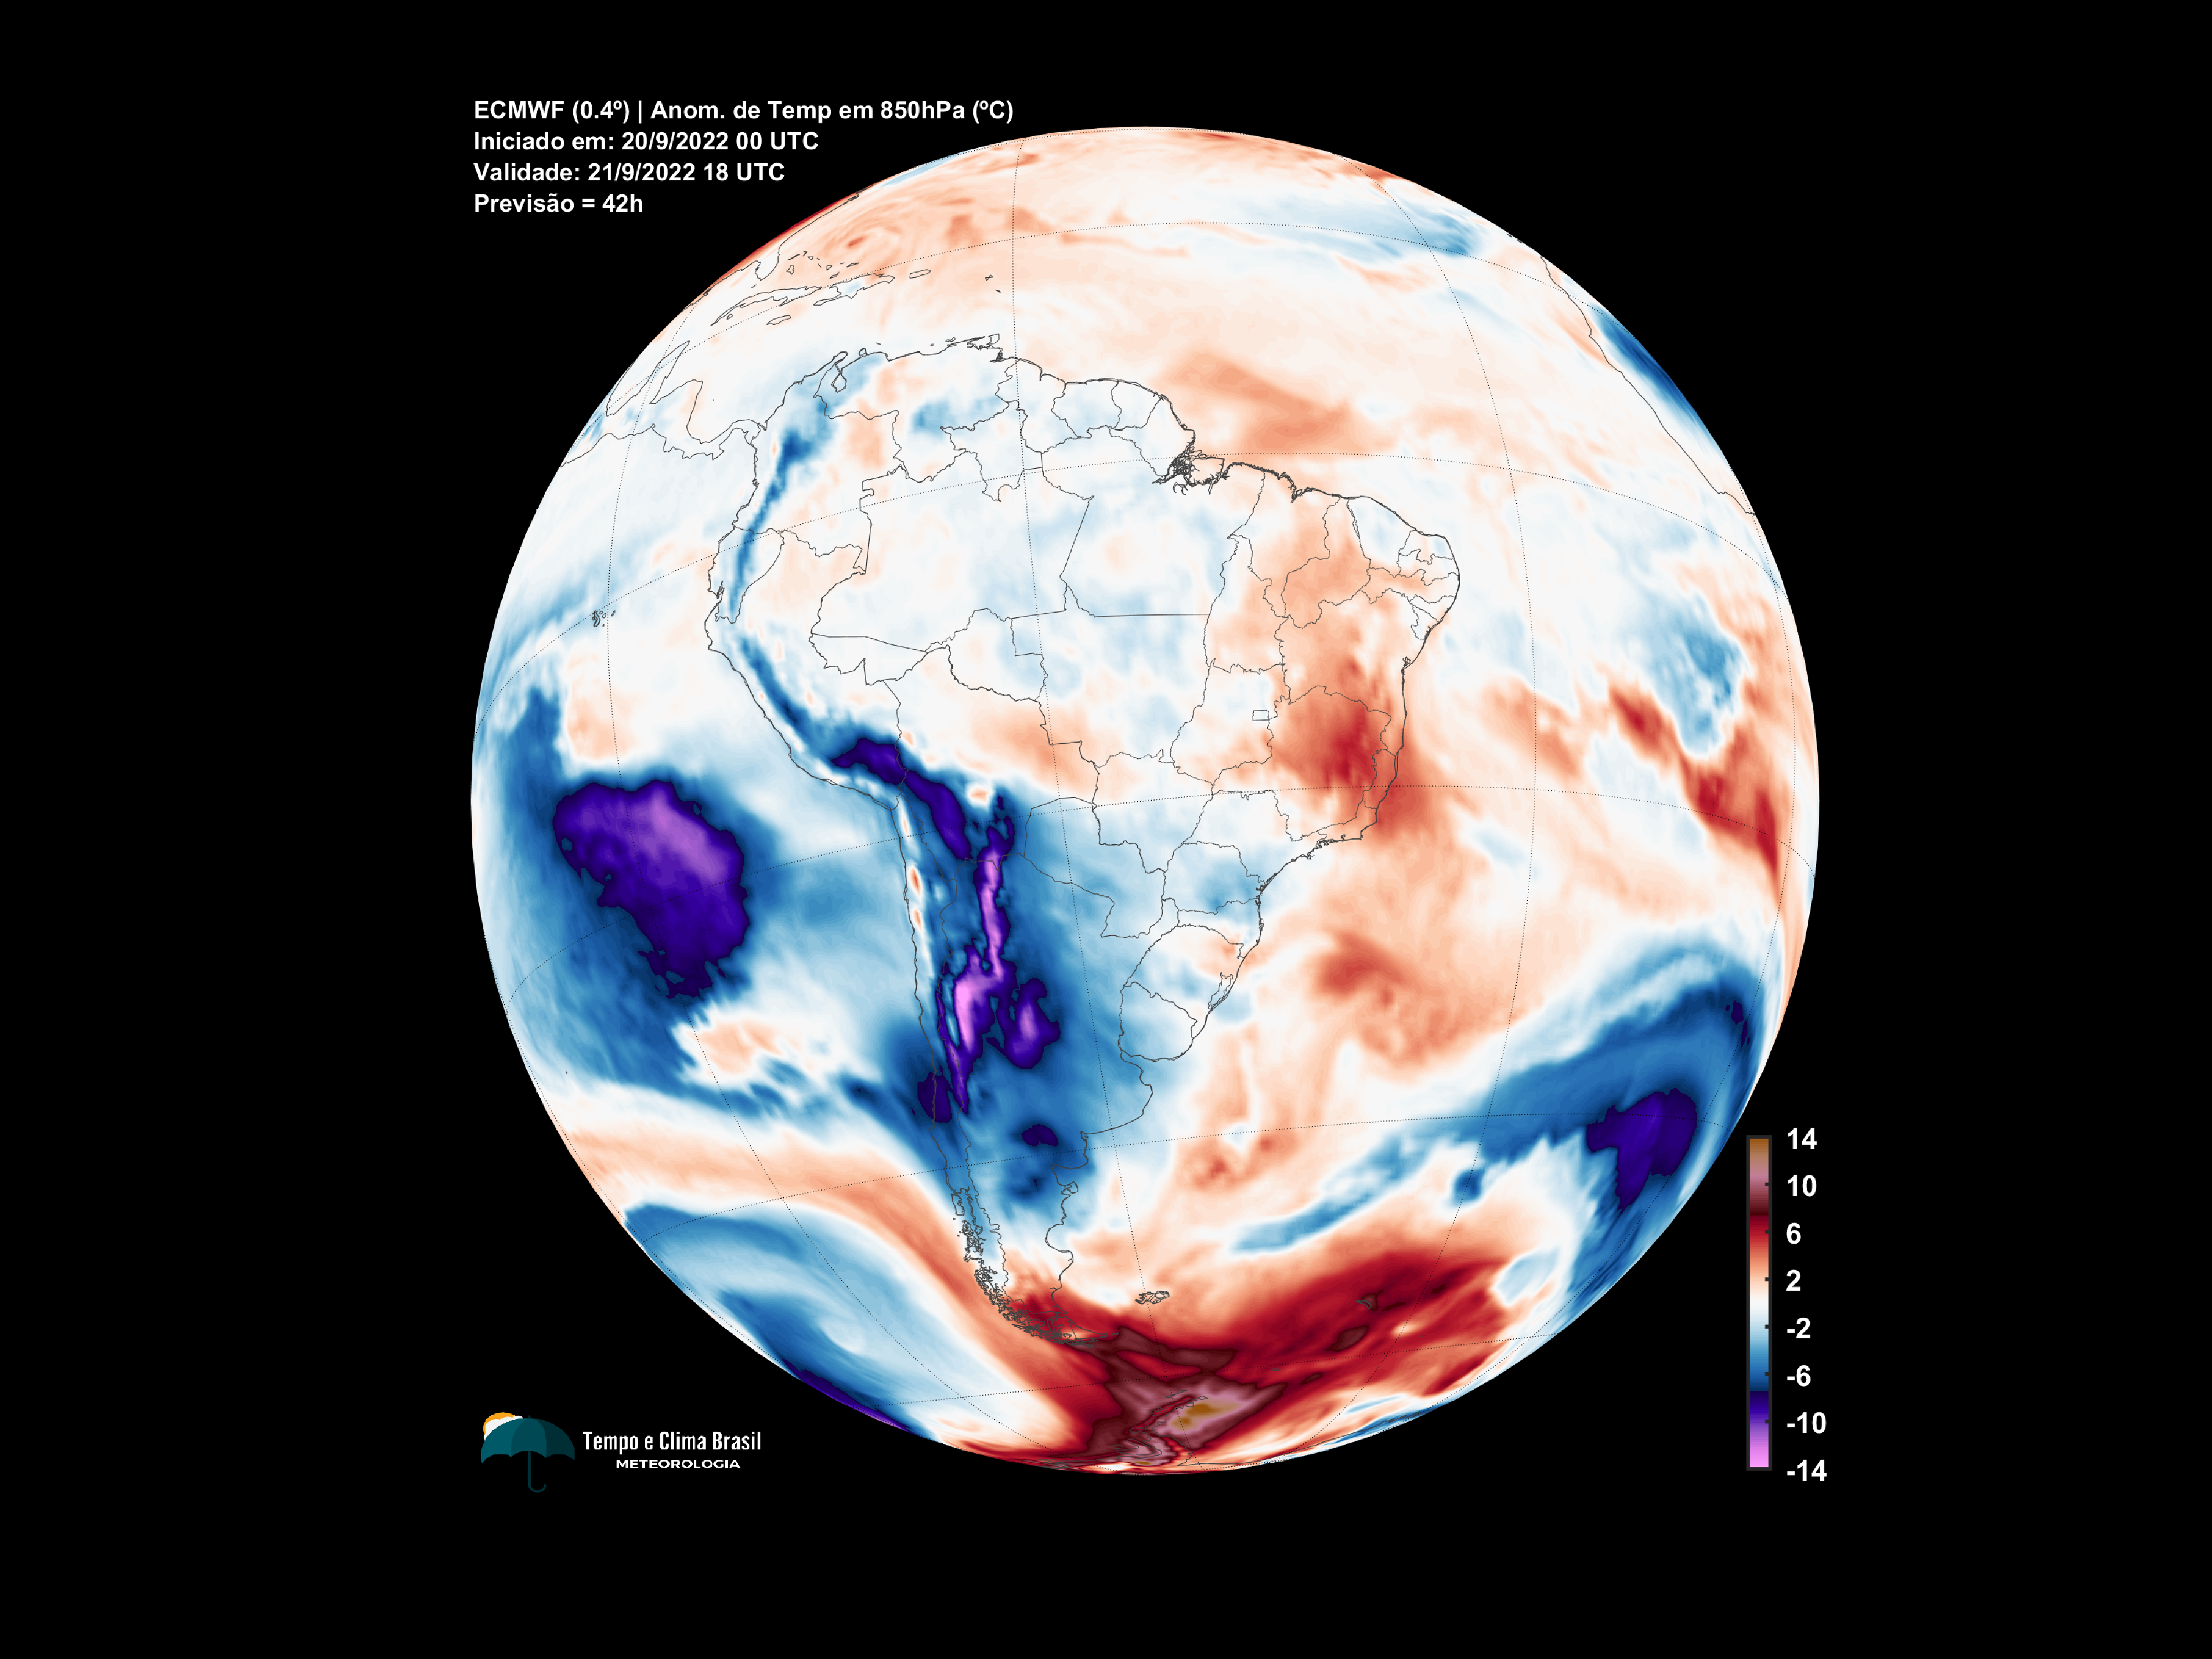 ECMWF (0.4º) | Anom. de Temp em 850hPa (ºC)
Iniciado em: 20/9/2022 00 UTC
Validade: 21/9/2022 18 UTC
Previsão = 42h
14
10
6
2
-2
-6
-10
-14
Tempo e Clima Brasil
METEOROLOGIA